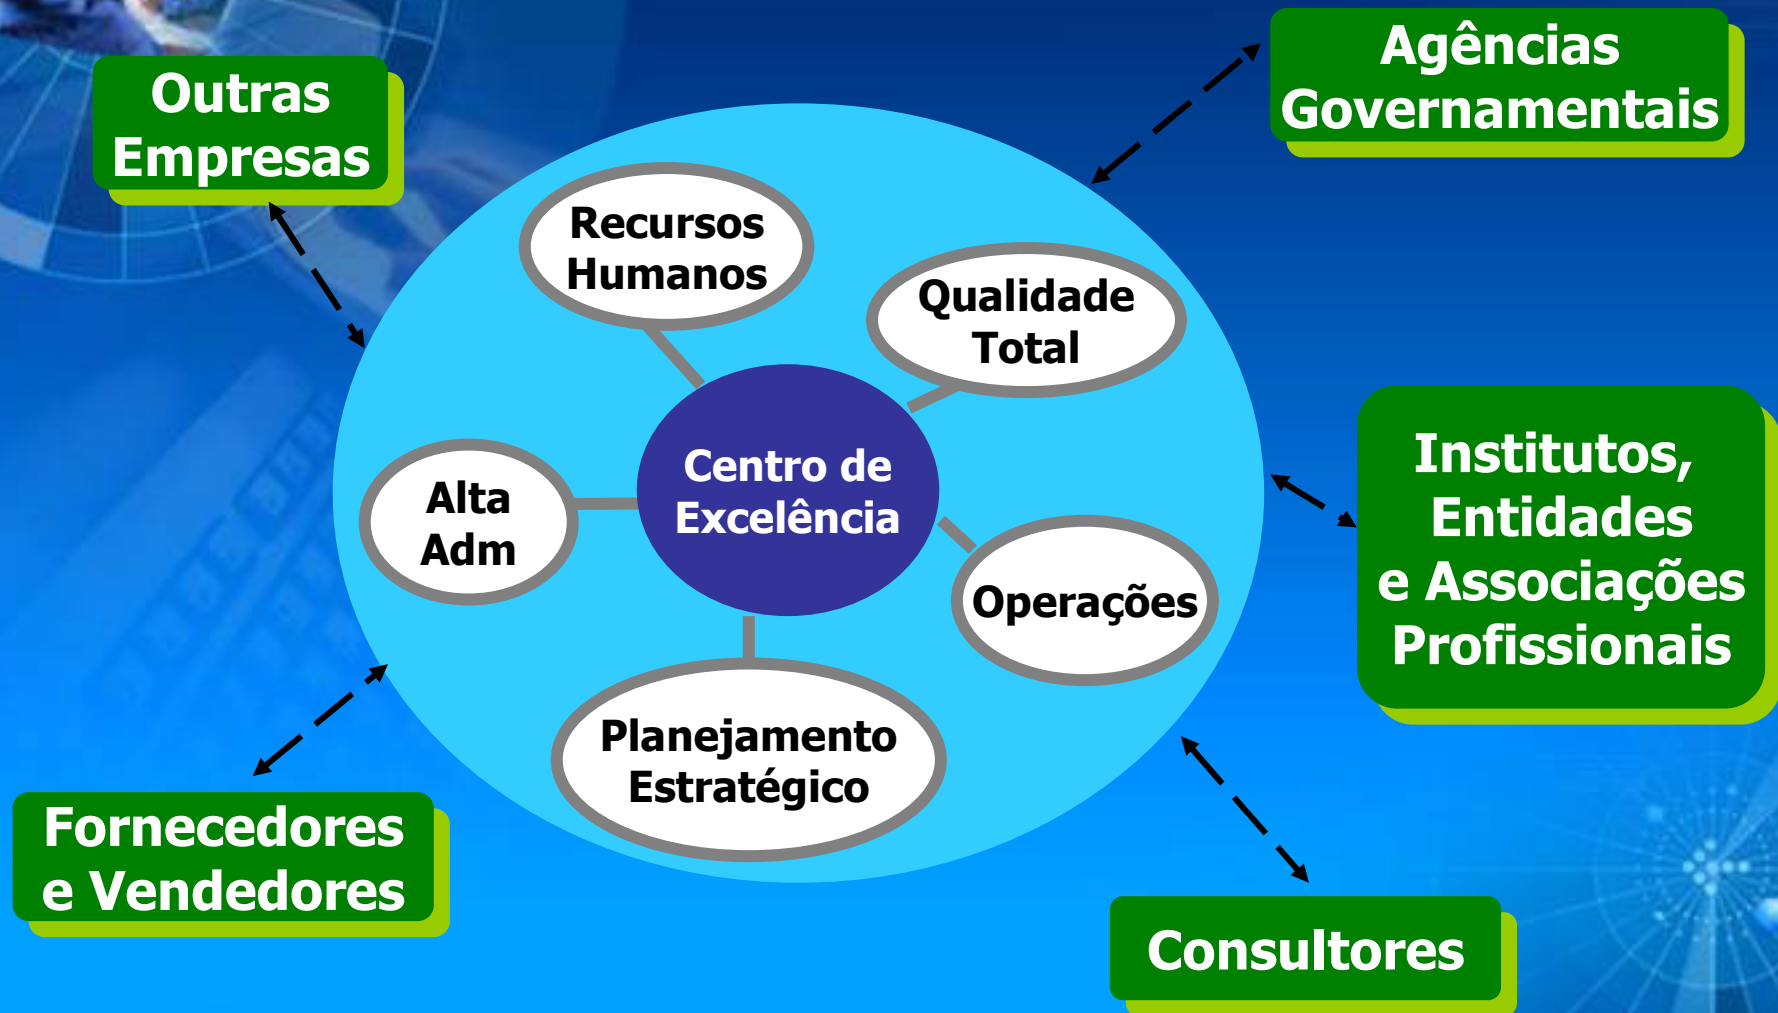 Outras
Empresas
Agências
Governamentais
Recursos
Humanos
Qualidade
Total
Centro de
Excelência
Alta
Adm
Operações
Planejamento
Estratégico
Institutos,
Entidades
e Associações
Profissionais
Fornecedores
e Vendedores
Consultores